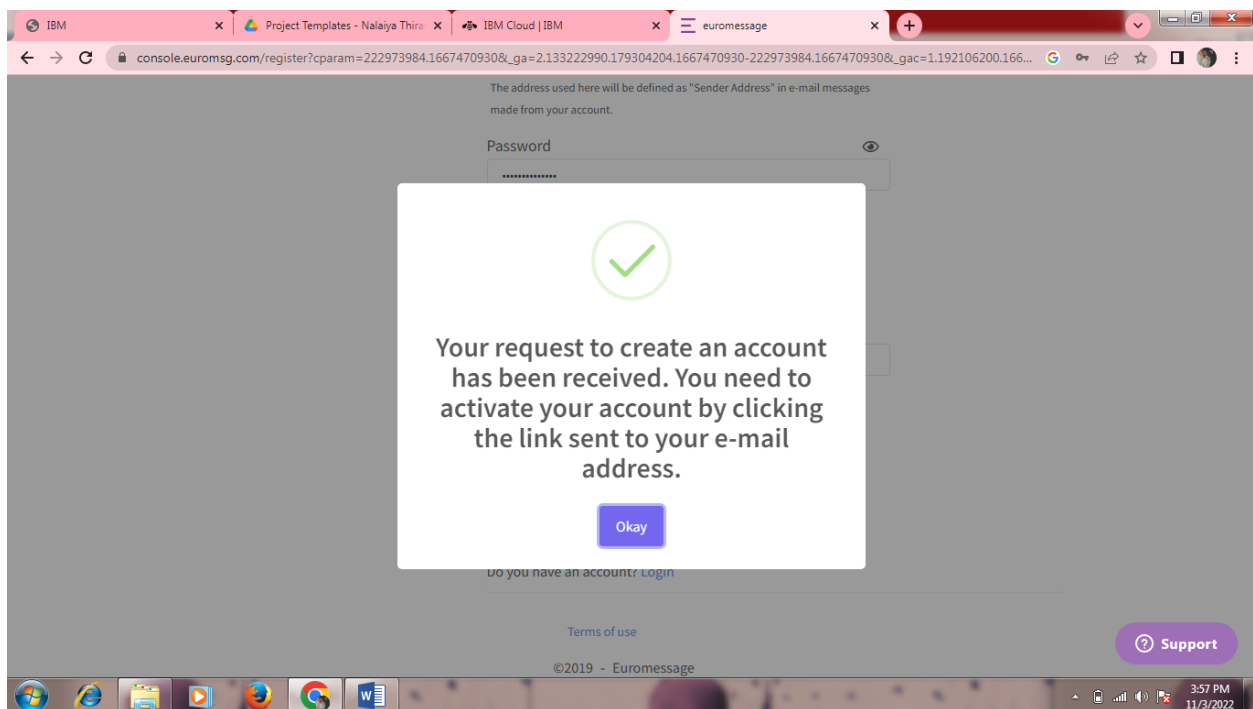 IBM
Project Templates - Nalaiya Thira
IBM Cloud | IBM
euromessage
console.euromsg.com/register?cparam=222973984.1667470930&_ga=2.133222990.179304204.1667470930-222973984.1667470930&_gac=1.192106200.166...
The address used here will be defined as "Sender Address" in e-mail messages
made from your account.
Password
Your request to create an account
has been received. You need to
activate your account by clicking
the link sent to your e-mail
address.
Okay
Do you have an account? Login
Terms of use
Support
©2019 - Euromessage
3:57 PM
11/3/2022